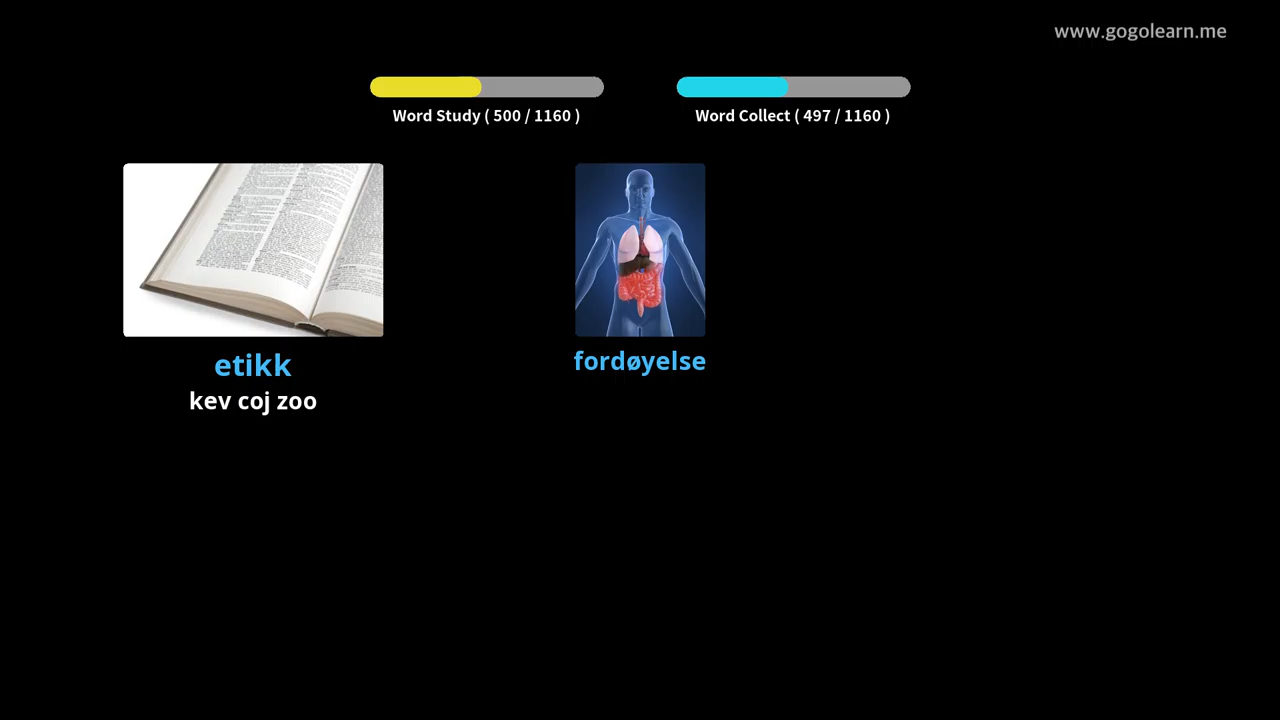 www.gogolearn.me
Word Study ( 500 / 1160 )
Word Collect ( 497 / 1160 )
etikk
fordøyelse
kev coj zoo